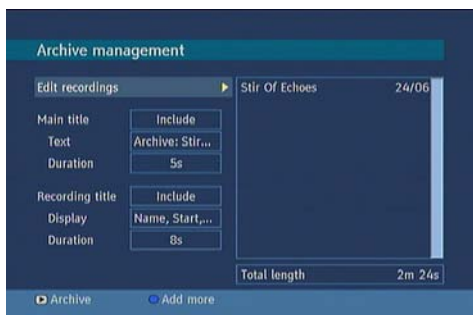 Archive management
Edit recordings
Main title Include
Text Archive: Stir...
Duration 5s
Recording title Include
Display Name, Start,...
Duration 8s
Stir Of Echoes 24/06
Total length 2m 24s
Archive Add more